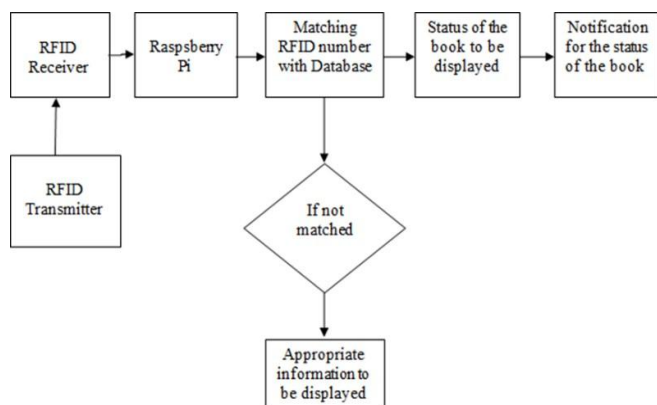 RFID
Receiver
Raspsberry
Pi
Matching
RFID number
with Database
Status of the
book to be
displayed
Notification
for the status
of the book
RFID
Transmitter
If not
matched
Appropriate
information to
be displayed